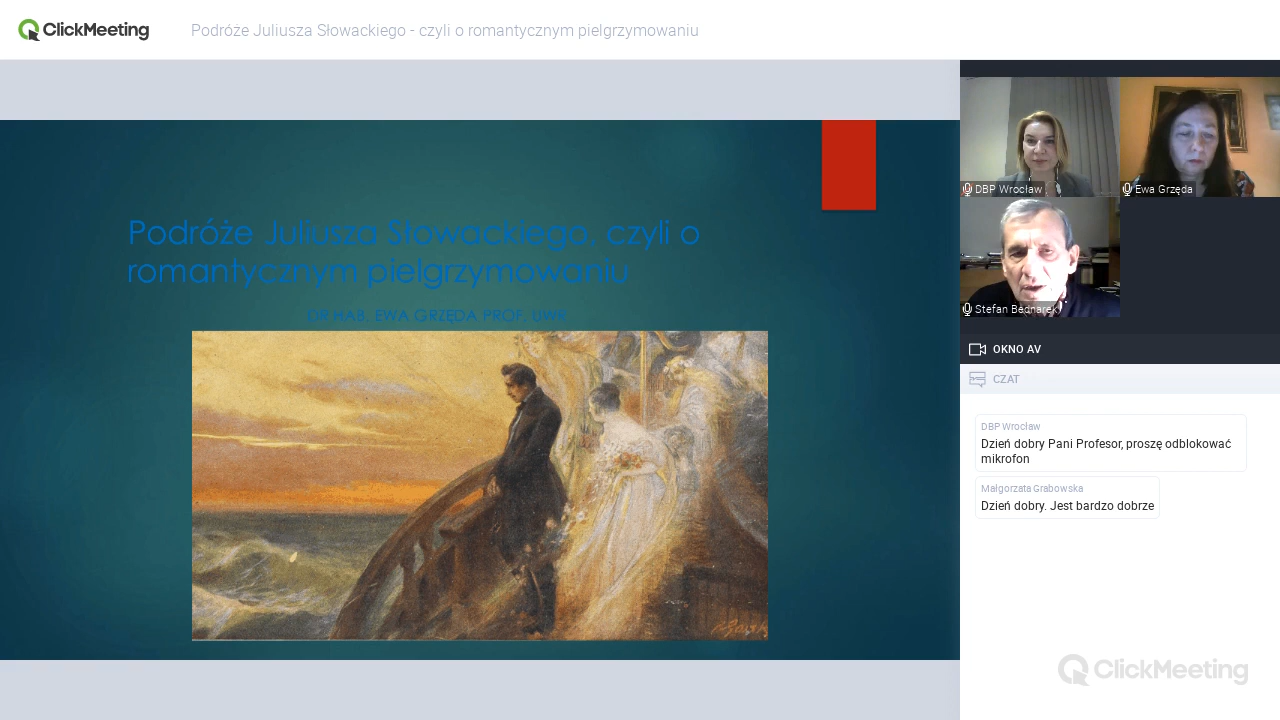 ClickMeeting
Podróże Juliusza Słowackiego - czyli o romantycznym pielgrzymowaniu
Podróże Juliusza Słowackiego, czyli o
romantycznym pielgrzymowaniu
DR HAB. EWA GRZĘDA PROF. UWR
DBP Wrocław
Ewa Grzęda
Stefan Bednarek
OKNO AV
CZAT
DBP Wrocław
Dzień dobry Pani Profesor, proszę odblokować
mikrofon
Małgorzata Grabowska
Dzień dobry. Jest bardzo dobrze
ClickMeeting